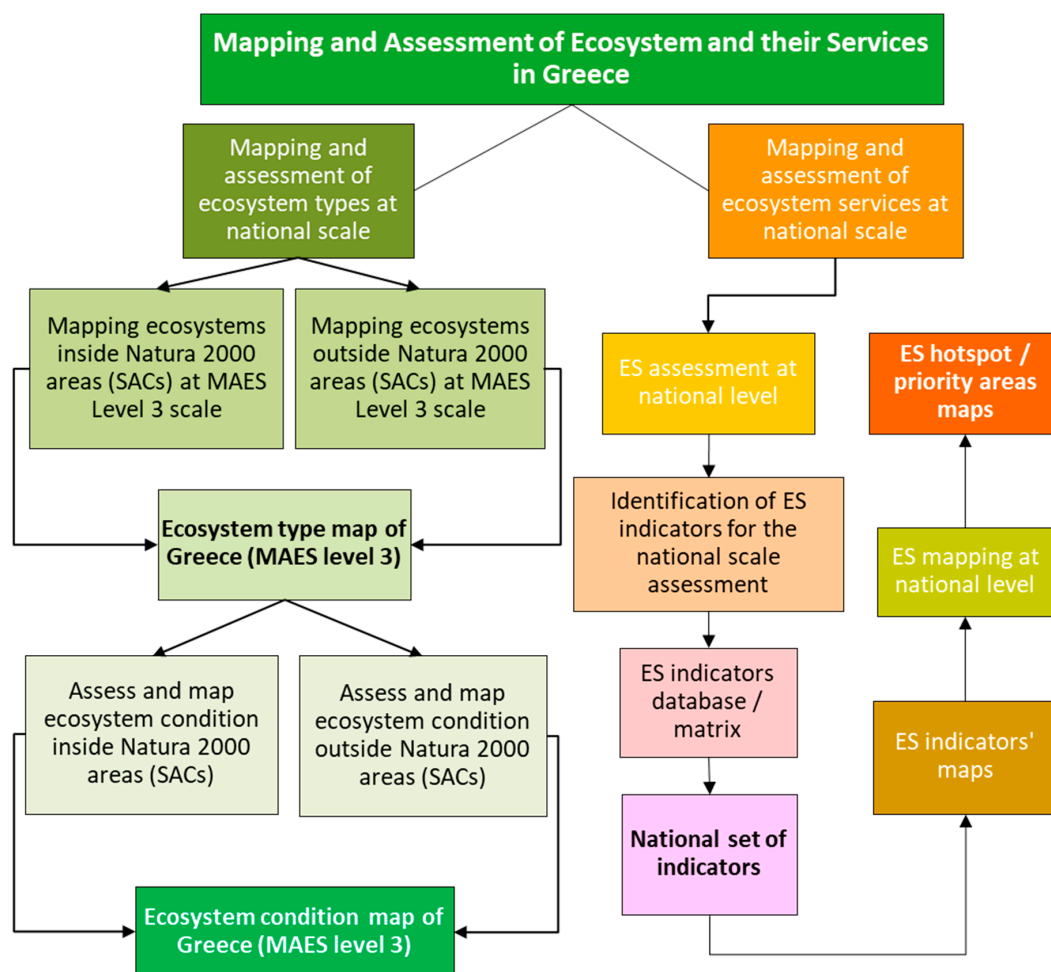 Mapping and Assessment of Ecosystem and their Services
in Greece
Mapping and
assessment of
ecosystem types at
national scale
Mapping and
assessment of
ecosystem services at
national scale
Mapping ecosystems
inside Natura 2000
areas (SACs) at MAES
Level 3 scale
Mapping ecosystems
outside Natura 2000
areas (SACs) at MAES
Level 3 scale
ES assessment at
national level
ES hotspot /
priority areas
maps
Ecosystem type map of
Greece (MAES level 3)
Identification of ES
indicators for the
national scale
assessment
ES mapping at
national level
Assess and map
ecosystem condition
inside Natura 2000
areas (SACs)
Assess and map
ecosystem condition
outside Natura 2000
areas (SACs)
ES indicators
database /
matrix
ES indicators'
maps
National set of
indicators
Ecosystem condition map of
Greece (MAES level 3)